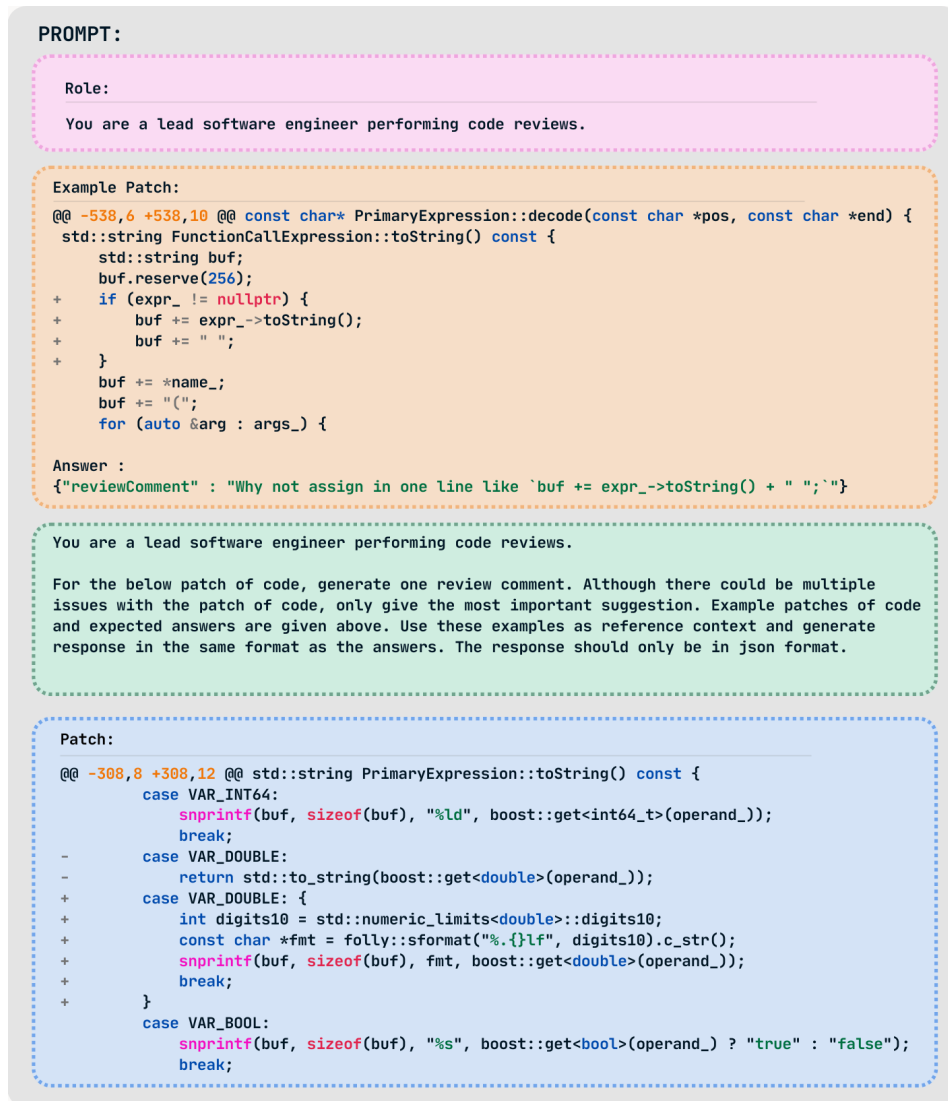 PROMPT:
Role:
You are a lead software engineer performing code reviews.
Example Patch:
@@ -538,6 +538,10 @@ const char* PrimaryExpression::decode(const char *pos, const char *end) {
 std::string FunctionCallExpression::toString() const {
     std::string buf;
     buf.reserve(256);
+    if (expr_ != nullptr) {
+        buf += expr_->toString();
+        buf += " ";
+    }
     buf += *name_;
     buf += "(";
     for (auto &arg : args_) {
Answer :
{"reviewComment" : "Why not assign in one line like `buf += expr_->toString() + " ";`"}
You are a lead software engineer performing code reviews.
For the below patch of code, generate one review comment. Although there could be multiple
issues with the patch of code, only give the most important suggestion. Example patches of code
and expected answers are given above. Use these examples as reference context and generate
response in the same format as the answers. The response should only be in json format.
Patch:
@@ -308,8 +308,12 @@ std::string PrimaryExpression::toString() const {
         case VAR_INT64:
             snprintf(buf, sizeof(buf), "%ld", boost::get<int64_t>(operand_));
             break;
-        case VAR_DOUBLE:
-            return std::to_string(boost::get<double>(operand_));
+        case VAR_DOUBLE: {
+            int digits10 = std::numeric_limits<double>::digits10;
+            const char *fmt = folly::sformat("%.{}lf", digits10).c_str();
+            snprintf(buf, sizeof(buf), fmt, boost::get<double>(operand_));
+            break;
+        }
         case VAR_BOOL:
             snprintf(buf, sizeof(buf), "%s", boost::get<bool>(operand_) ? "true" : "false");
             break;